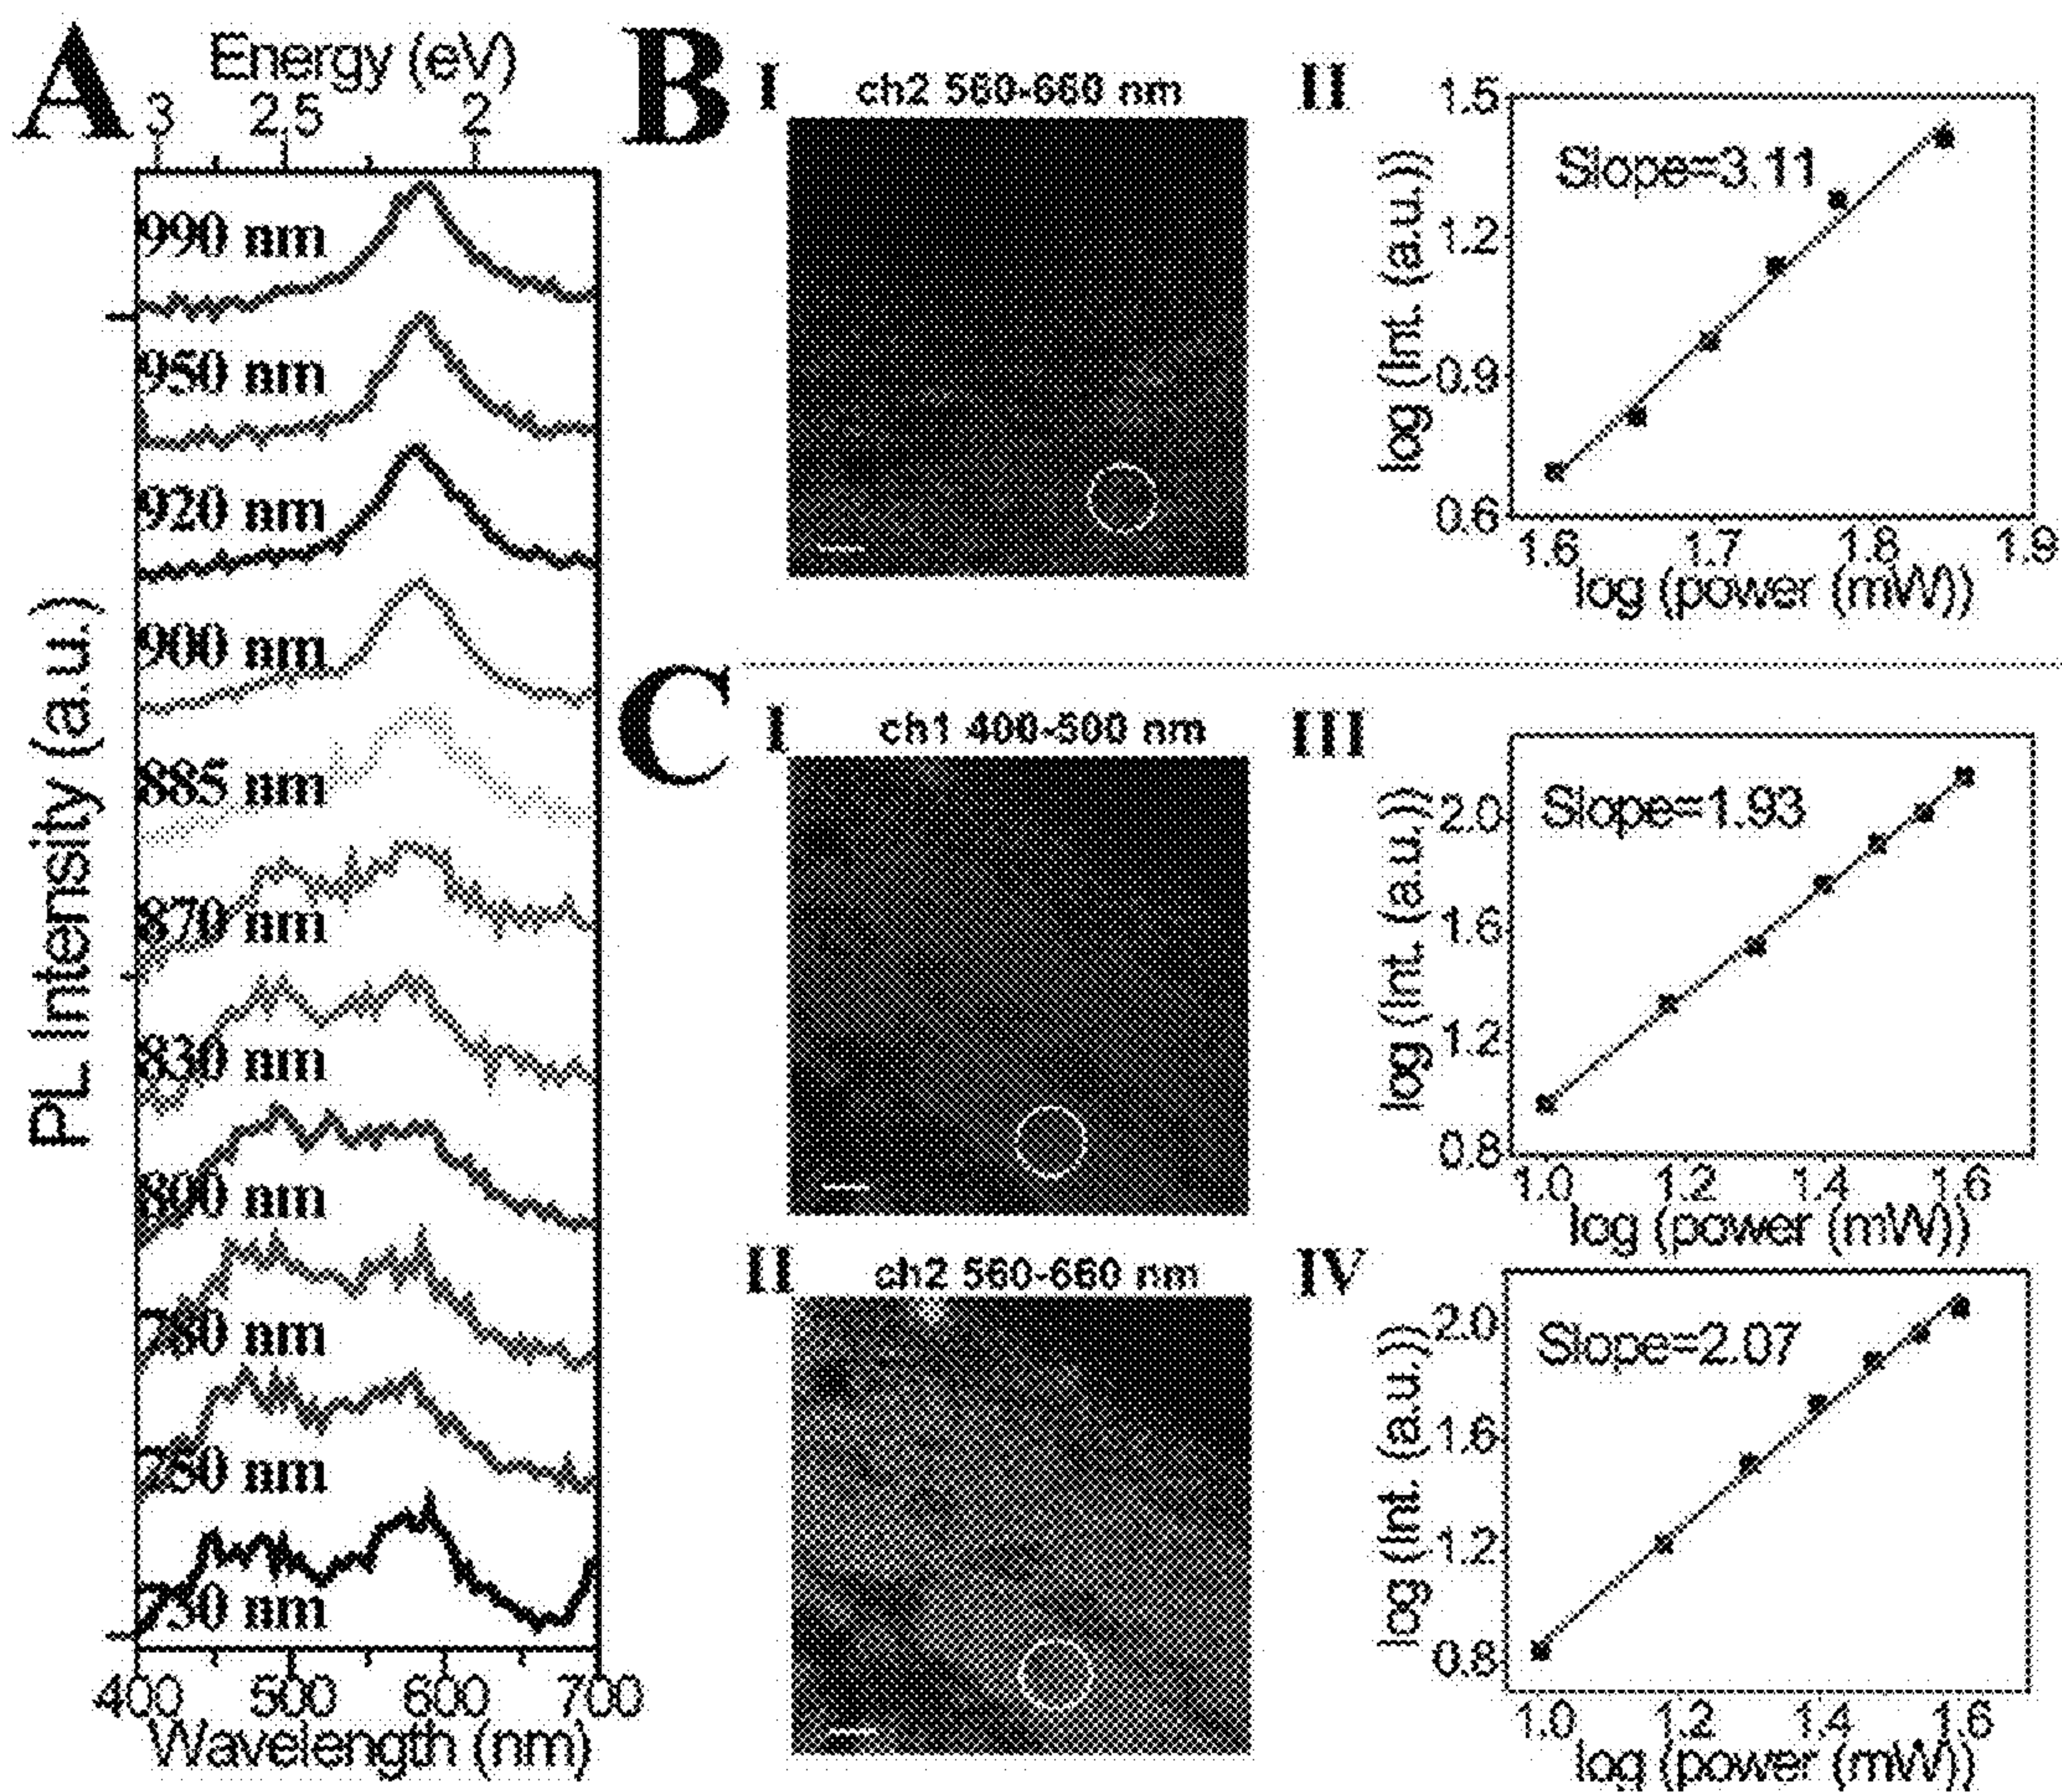 A
Energy (eV)
3 2.5 2
990 nm
950 nm
920 nm
900 nm
885 nm
870 nm
830 nm
800 nm
780 nm
750 nm
730 nm
PL Intensity (a.u.)
400 500 600 700
Wavelength (nm)
B
I
ch2 560-660 nm
II
Slope=3.11
1.5
1.2
0.9
0.6
log (Int. (a.u.))
1.6 1.7 1.8 1.9
log (power (mW))
C
I
ch1 400-500 nm
III
Slope=1.93
2.0
1.6
1.2
0.8
log (Int. (a.u.))
1.0 1.2 1.4 1.6
log (power (mW))
II
ch2 560-660 nm
IV
Slope=2.07
2.0
1.6
1.2
0.8
log (Int. (a.u.))
1.0 1.2 1.4 1.6
log (power (mW))